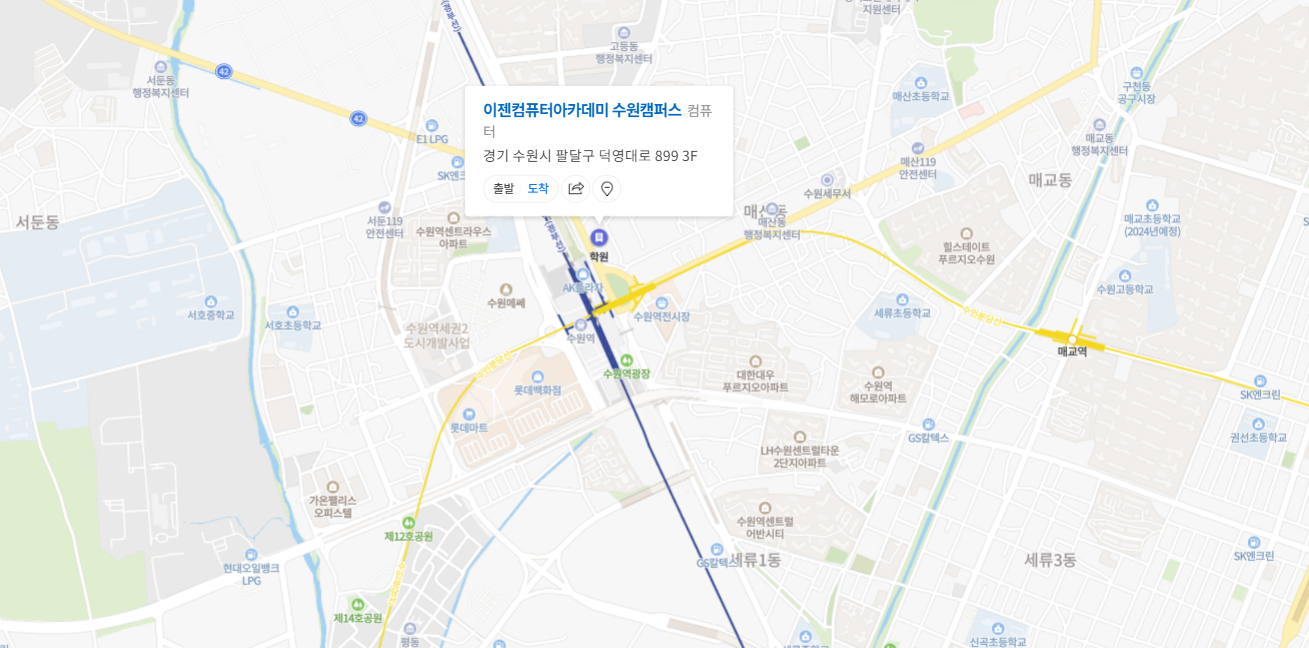 지원센터
고등동
행정복지센터
서둔동
행정복지센터
42
42
매산초등학교
구천동
공구시장
E1 LPG
이젠컴퓨터아카데미 수원캠퍼스 컴퓨
터
경기 수원시 팔달구 덕영대로 899 3F
출발 도착
매교동
행정복지센터
매산119
안전센터
매교동
수원세무서
매산동
행정복지센터
서둔동
서둔119
안전센터
수원역센트라우스
아파트
매교초등학교
(2024년예정)
힐스테이트
푸르지오수원
학원
AK플라자
수원메쎄
수원역전시장
수원고등학교
서호중학교
서호초등학교
세류초등학교
수인분당선
수원역세권2
도시개발사업
수원역
매교역
수인분당선
수원역광장
롯데백화점
대한대우
푸르지오아파트
수원역
해모로아파트
SK엔크린
롯데마트
GS칼텍스
권선초등학교
LH수원센트럴타운
2단지아파트
가온팰리스
오피스텔
제12호공원
수원역센트럴
어반시티
현대오일뱅크
LPG
GS칼텍스
세류1동
세류3동
SK엔크린
제14호공원
평동
신곡초등학교